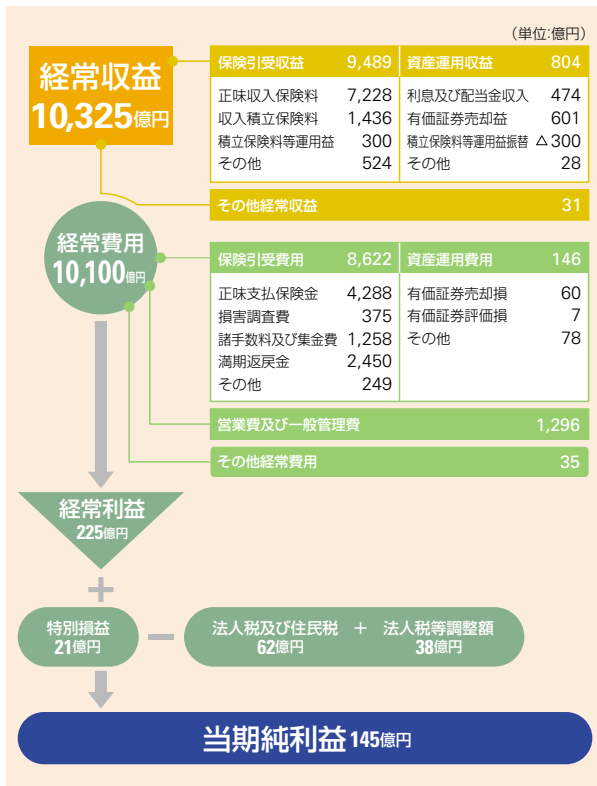 (単位:億円)
経常収益
10,325億円
保険引受収益 9,489
正味収入保険料 7,228
収入積立保険料 1,436
積立保険料等運用益 300
その他 524
資産運用収益 804
利息及び配当金収入 474
有価証券売却益 601
積立保険料等運用益振替 △300
その他 28
その他経常収益 31
経常費用
10,100億円
保険引受費用 8,622
正味支払保険金 4,288
損害調査費 375
諸手数料及び集金費 1,258
満期返戻金 2,450
その他 249
資産運用費用 146
有価証券売却損 60
有価証券評価損 7
その他 78
営業費及び一般管理費 1,296
その他経常費用 35
経常利益
225億円
+
特別損益
21億円
−
法人税及び住民税 + 法人税等調整額
62億円 38億円
当期純利益 145億円